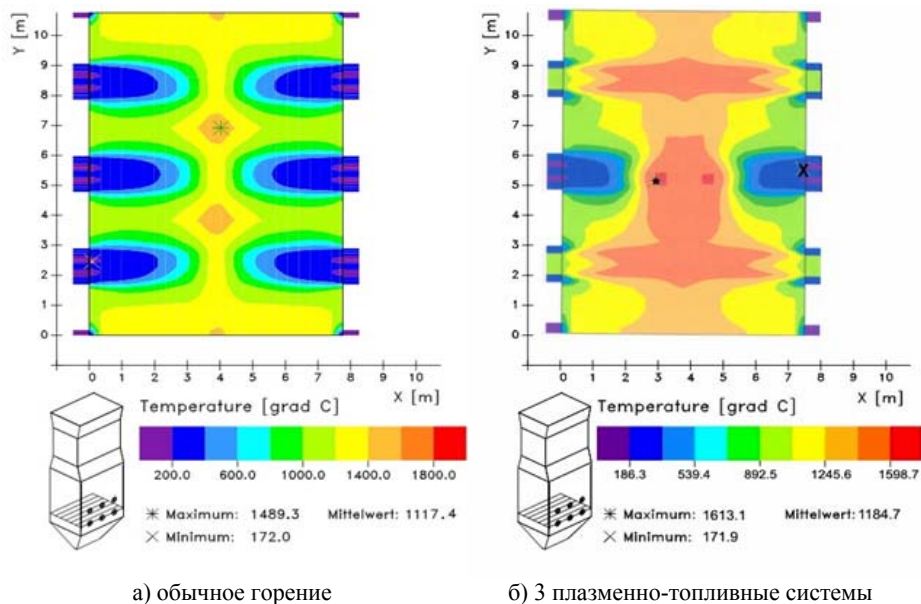 Y [m]
10
9
8
7
6
5
4
3
2
1
0
0 1 2 3 4 5 6 7 8 9 10
X [m]
Temperature [grad C]
200.0 600.0 1000.0 1400.0 1800.0
Maximum: 1489.3 Mittelwert: 1117.4
Minimum: 172.0
а) обычное горение
Y [m]
10
9
8
7
6
5
4
3
2
1
0
X
0 1 2 3 4 5 6 7 8 9 10
X [m]
Temperature [grad C]
186.3 539.4 892.5 1245.6 1598.7
Maximum: 1613.1 Mittelwert: 1184.7
Minimum: 171.9
б) 3 плазменно-топливные системы